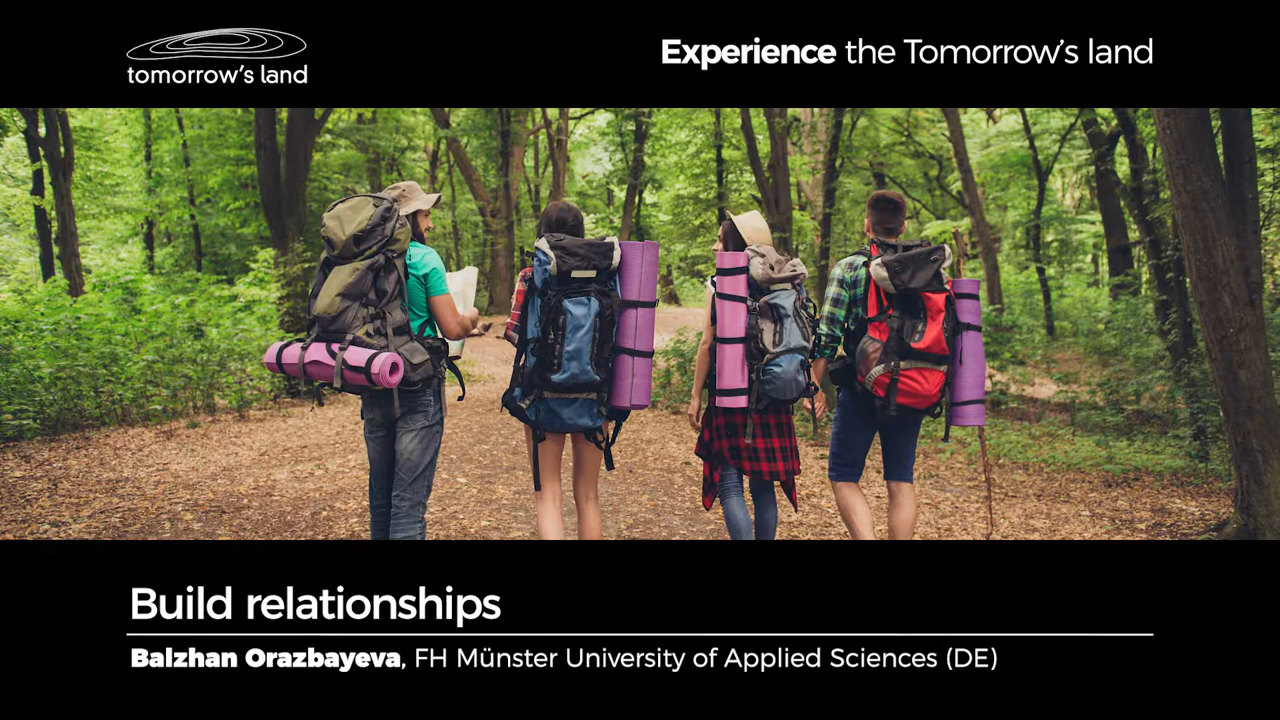 tomorrow's land
Experience the Tomorrow's land
Build relationships
Balzhan Orazbayeva, FH Münster University of Applied Sciences (DE)